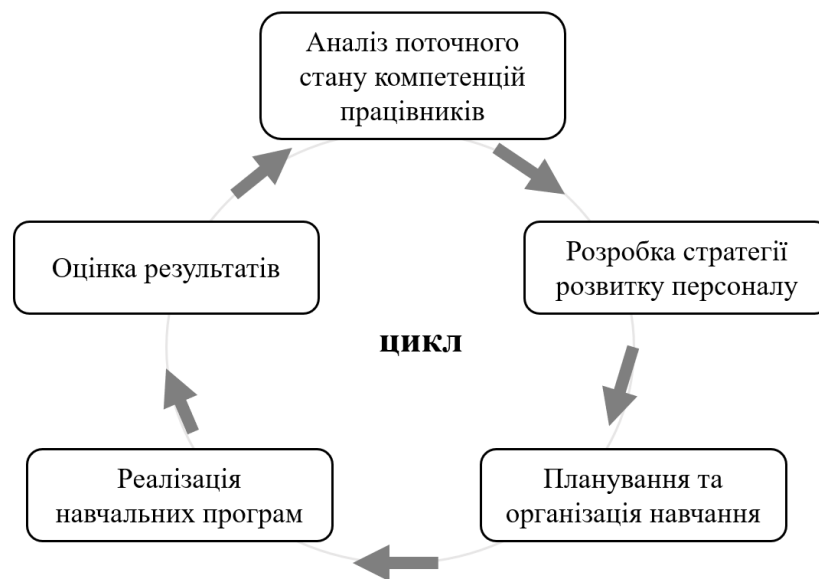 Аналіз поточного
стану компетенцій
працівників
Розробка стратегії
розвитку персоналу
Планування та
організація навчання
Реалізація
навчальних програм
Оцінка результатів
цикл